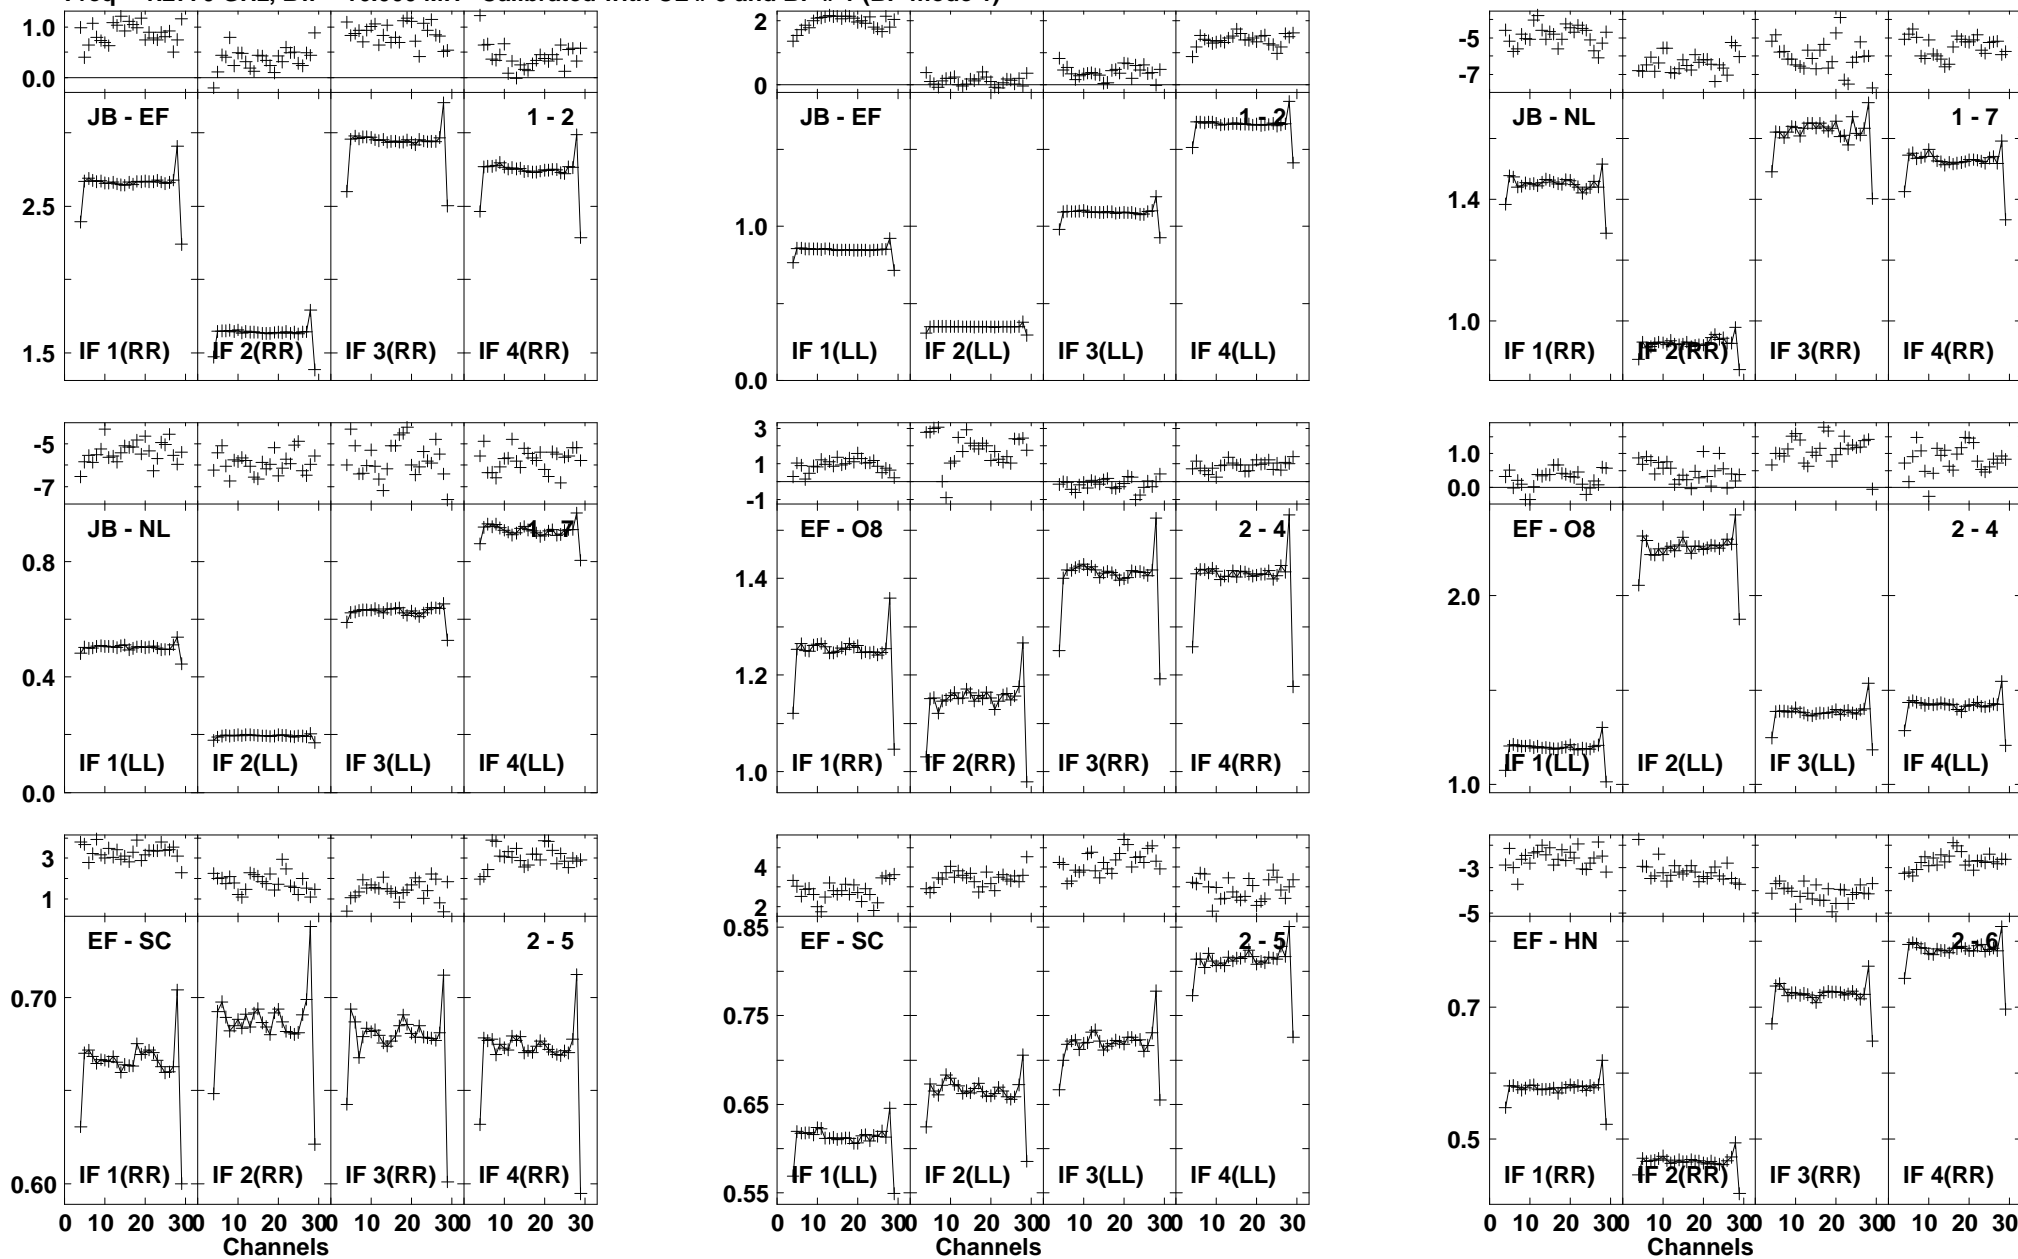 1.0
0.0
JB - EF
1 - 2
2.5
1.5
IF 1(RR)
IF 2(RR)
IF 3(RR)
IF 4(RR)
2
0
JB - EF
1 - 2
1.0
0.0
IF 1(LL)
IF 2(LL)
IF 3(LL)
IF 4(LL)
-5
-7
JB - NL
1 - 7
1.4
1.0
IF 1(RR)
IF 2(RR)
IF 3(RR)
IF 4(RR)
-5
-7
JB - NL
1 - 7
0.8
0.4
0.0
IF 1(LL)
IF 2(LL)
IF 3(LL)
IF 4(LL)
3
1
-1
EF - O8
2 - 4
1.4
1.2
1.0
IF 1(RR)
IF 2(RR)
IF 3(RR)
IF 4(RR)
1.0
0.0
EF - O8
2 - 4
2.0
1.0
IF 1(LL)
IF 2(LL)
IF 3(LL)
IF 4(LL)
3
1
EF - SC
2 - 5
0.70
0.60
IF 1(RR)
IF 2(RR)
IF 3(RR)
IF 4(RR)
0 10 20 30 0 10 20 30 0 10 20 30 0 10 20 30
Channels
4
2
EF - SC
2 - 5
0.85
0.75
0.65
0.55
IF 1(LL)
IF 2(LL)
IF 3(LL)
IF 4(LL)
0 10 20 30 0 10 20 30 0 10 20 30 0 10 20 30
Channels
-3
-5
EF - HN
2 - 6
0.7
0.5
IF 1(RR)
IF 2(RR)
IF 3(RR)
IF 4(RR)
0 10 20 30 0 10 20 30 0 10 20 30 0 10 20 30
Channels